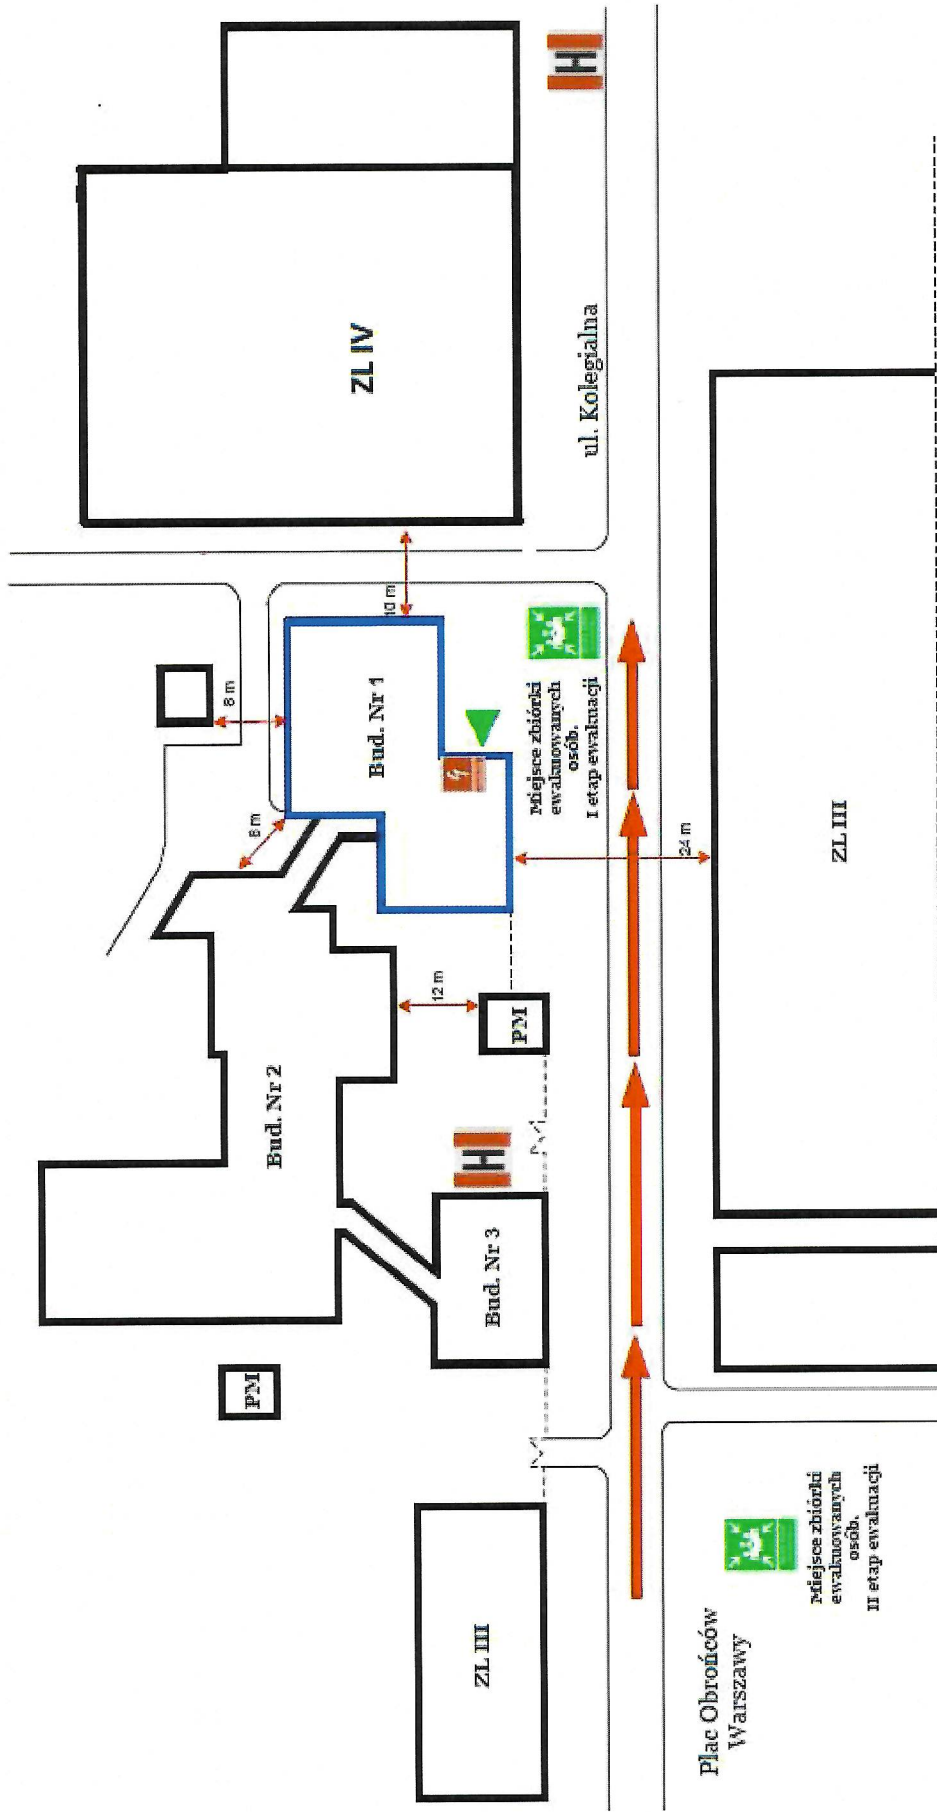 H
ZL IV
ul. Kolegialna
10 m
8 m
Bud. Nr 1
Miejsce zbiórki
ewakuowanych
osób.
I etap ewakuacji
8 m
24 m
ZL III
12 m
PM
Bud. Nr 2
H
Bud. Nr 3
PM
ZL III
Plac Obrońców
Warszawy
Miejsce zbiórki
ewakuowanych
osób.
II etap ewakuacji